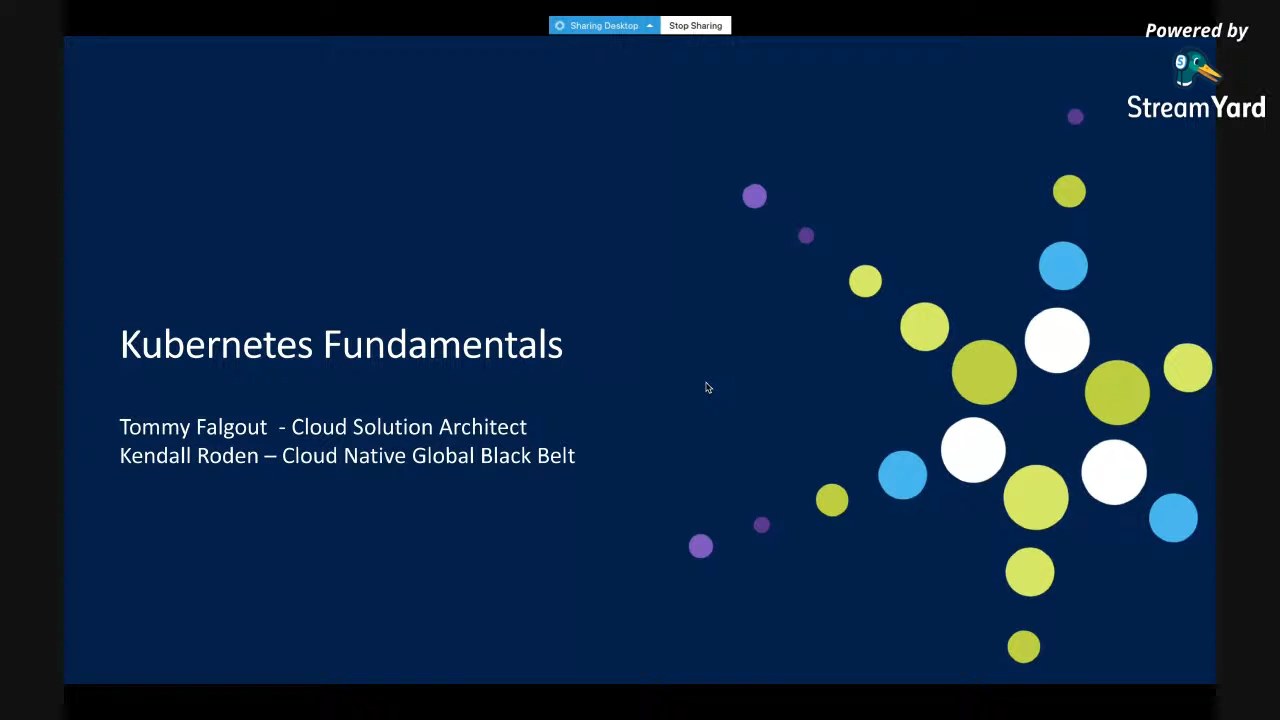 Sharing Desktop
Stop Sharing
Powered by
S
StreamYard
Kubernetes Fundamentals
Tommy Falgout  - Cloud Solution Architect
Kendall Roden – Cloud Native Global Black Belt